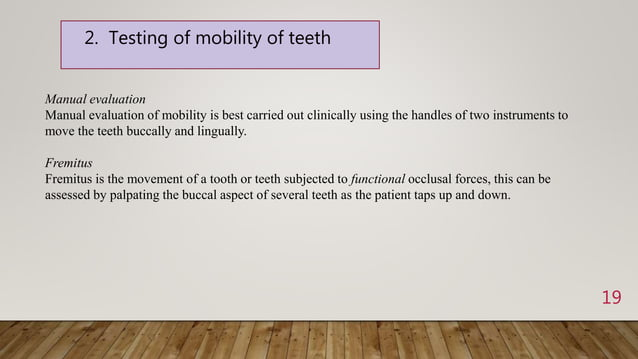 2. Testing of mobility of teeth
Manual evaluation
Manual evaluation of mobility is best carried out clinically using the handles of two instruments to
move the teeth buccally and lingually.
Fremitus
Fremitus is the movement of a tooth or teeth subjected to functional occlusal forces, this can be
assessed by palpating the buccal aspect of several teeth as the patient taps up and down.
19